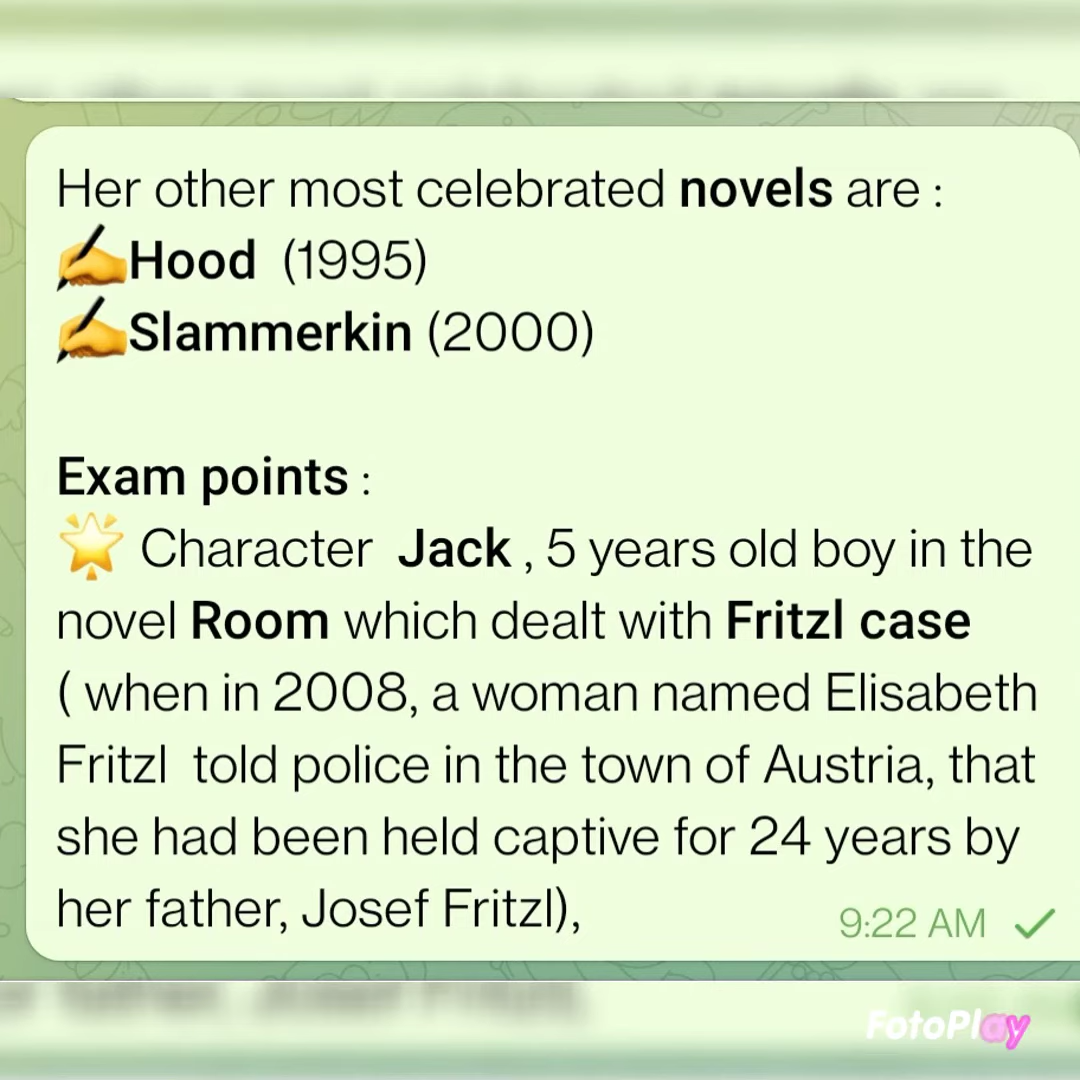 Her other most celebrated novels are :
✍️Hood (1995)
✍️Slammerkin (2000)
Exam points :
🌟 Character Jack , 5 years old boy in the
novel Room which dealt with Fritzl case
( when in 2008, a woman named Elisabeth
Fritzl told police in the town of Austria, that
she had been held captive for 24 years by
her father, Josef Fritzl),
9:22 AM
FotoPlay